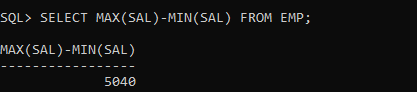 SQL> SELECT MAX(SAL)-MIN(SAL) FROM EMP;
MAX(SAL)-MIN(SAL)
-----------------
5040